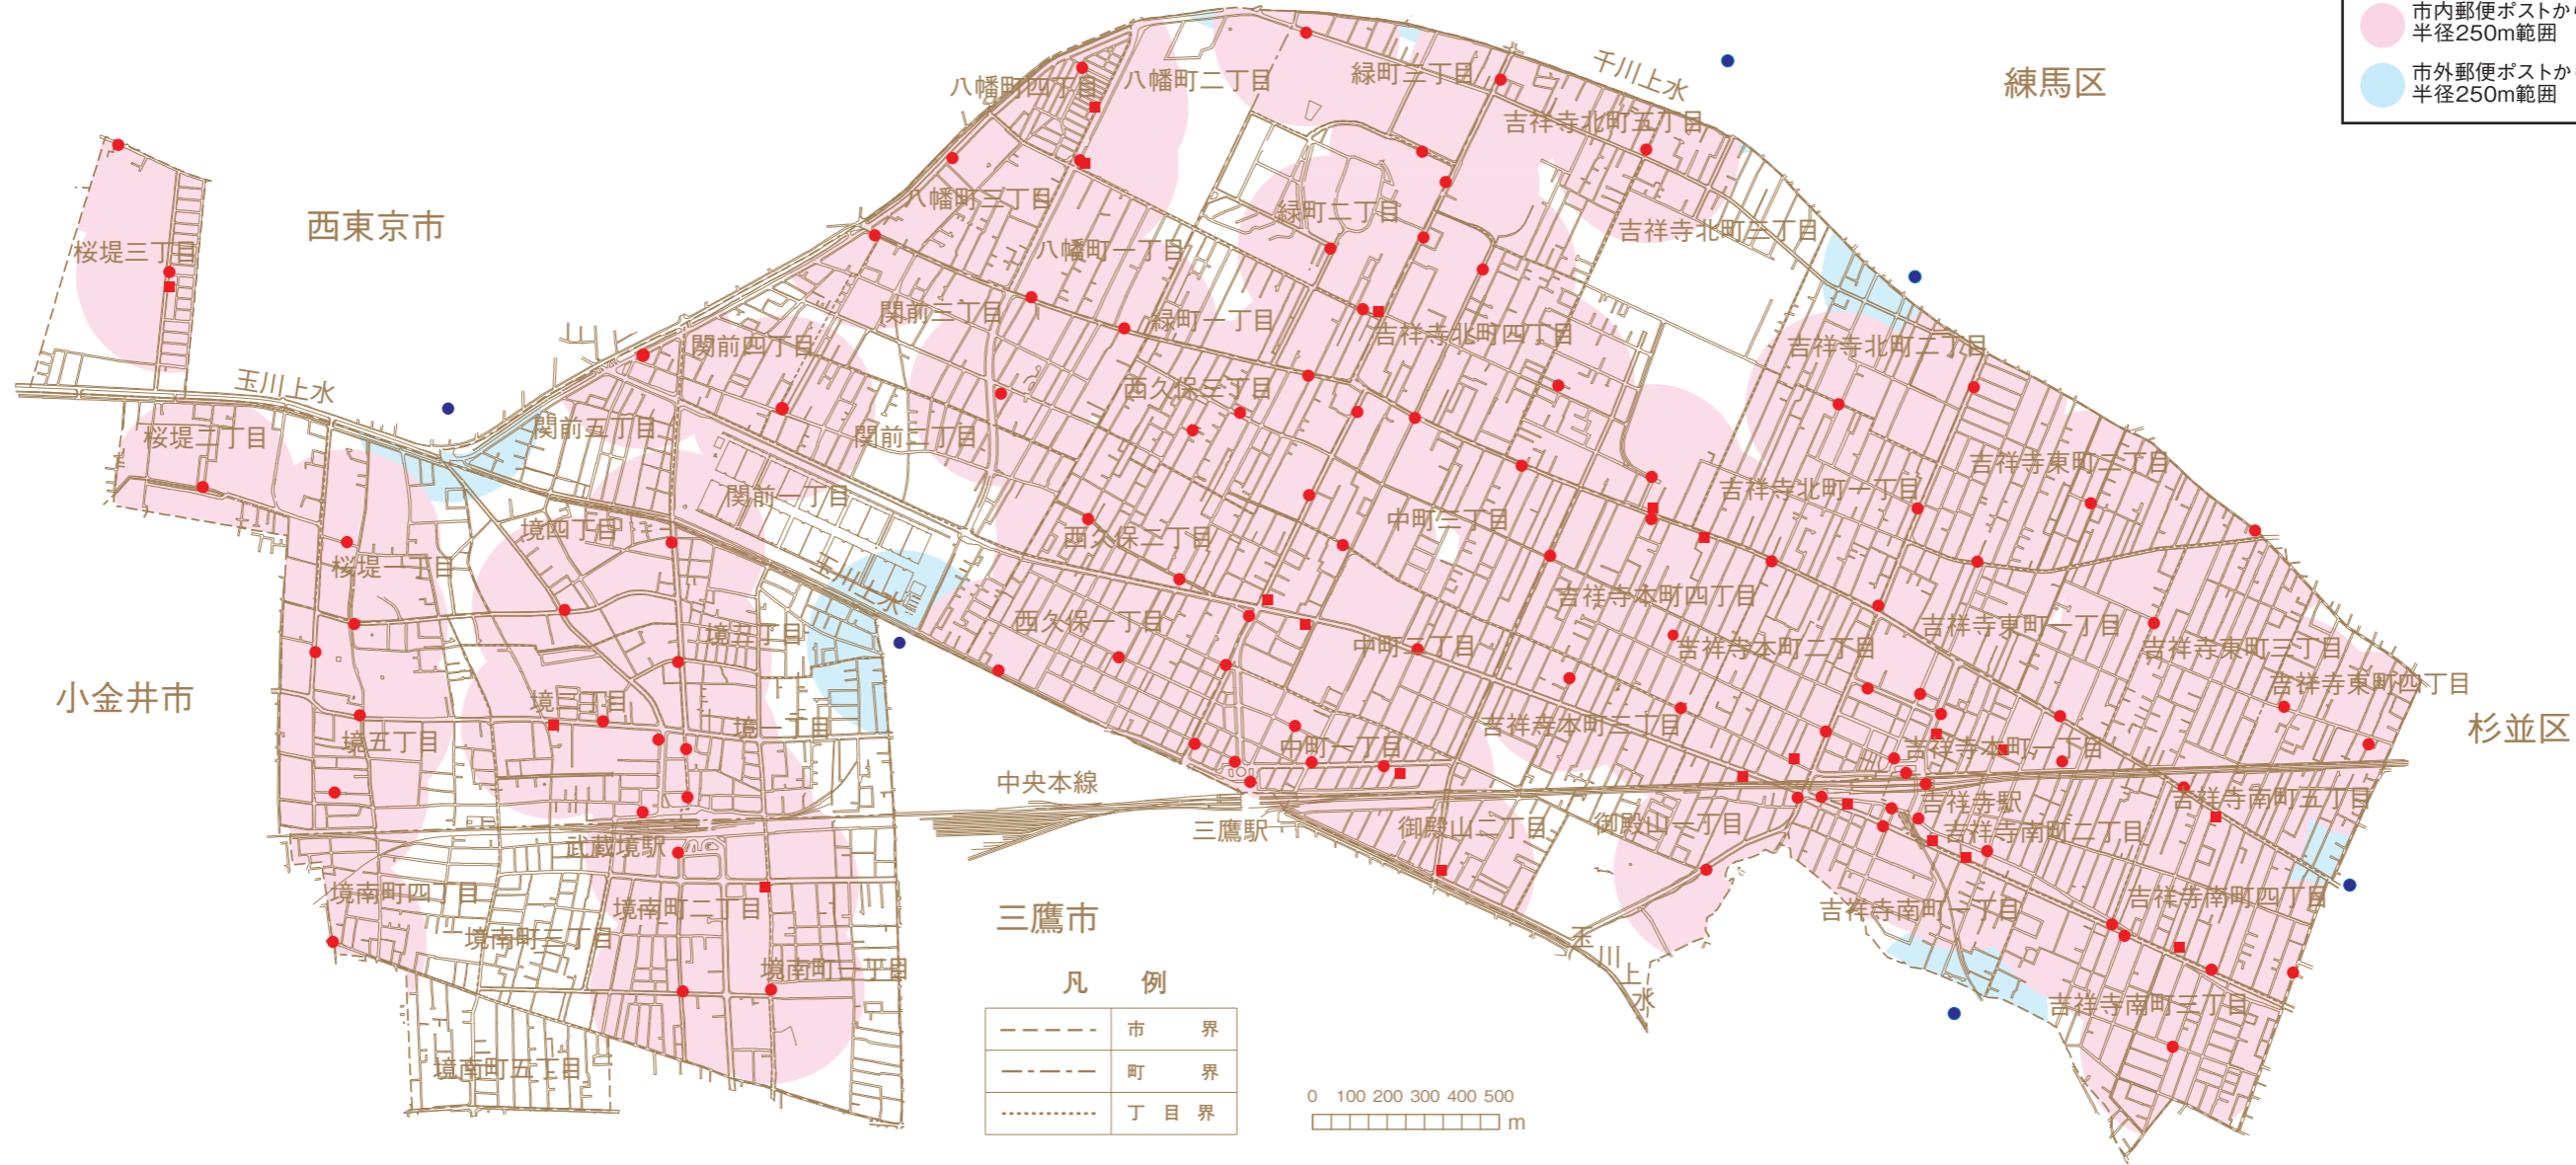 市内郵便ポストから
半径250m範囲
市外郵便ポストから
半径250m範囲
練馬区
千川上水
八幡町四丁目
八幡町二丁目
緑町三丁目
吉祥寺北町五丁目
西東京市
桜堤三丁目
八幡町三丁目
緑町二丁目
吉祥寺北町三丁目
八幡町一丁目
関前三丁目
緑町一丁目
吉祥寺北町四丁目
関前四丁目
吉祥寺北町二丁目
玉川上水
西久保三丁目
桜堤二丁目
関前五丁目
関前二丁目
吉祥寺東町二丁目
関前一丁目
吉祥寺北町一丁目
境四丁目
西久保二丁目
中町三丁目
桜堤一丁目
玉川上水
吉祥寺本町四丁目
西久保一丁目
境三丁目
中町二丁目
吉祥寺本町二丁目
吉祥寺東町一丁目
吉祥寺東町三丁目
吉祥寺東町四丁目
小金井市
境二丁目
境一丁目
境五丁目
中町一丁目
吉祥寺本町三丁目
吉祥寺本町一丁目
杉並区
中央本線
三鷹駅
御殿山二丁目
御殿山一丁目
吉祥寺駅
吉祥寺南町五丁目
吉祥寺南町二丁目
武蔵境駅
境南町四丁目
境南町二丁目
境南町三丁目
三鷹市
吉祥寺南町一丁目
吉祥寺南町四丁目
玉川上水
境南町一丁目
吉祥寺南町三丁目
境南町五丁目
凡 例
市 界
町 界
丁 目 界
0 100 200 300 400 500
m